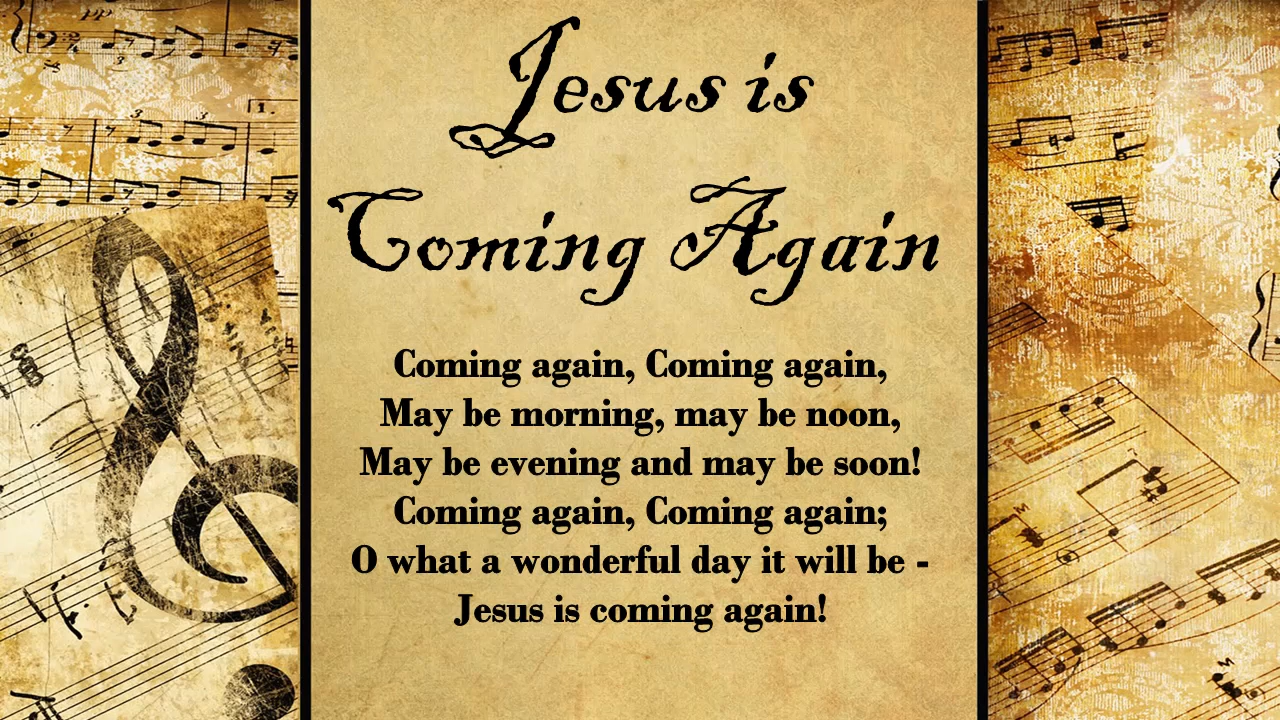 Jesus is
Coming Again
Coming again, Coming again,
May be morning, may be noon,
May be evening and may be soon!
Coming again, Coming again;
O what a wonderful day it will be -
Jesus is coming again!